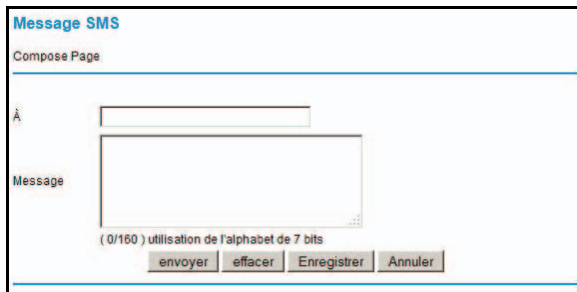 Message SMS
Compose Page
À
Message
( 0/160 ) utilisation de l'alphabet de 7 bits
envoyer effacer Enregistrer Annuler